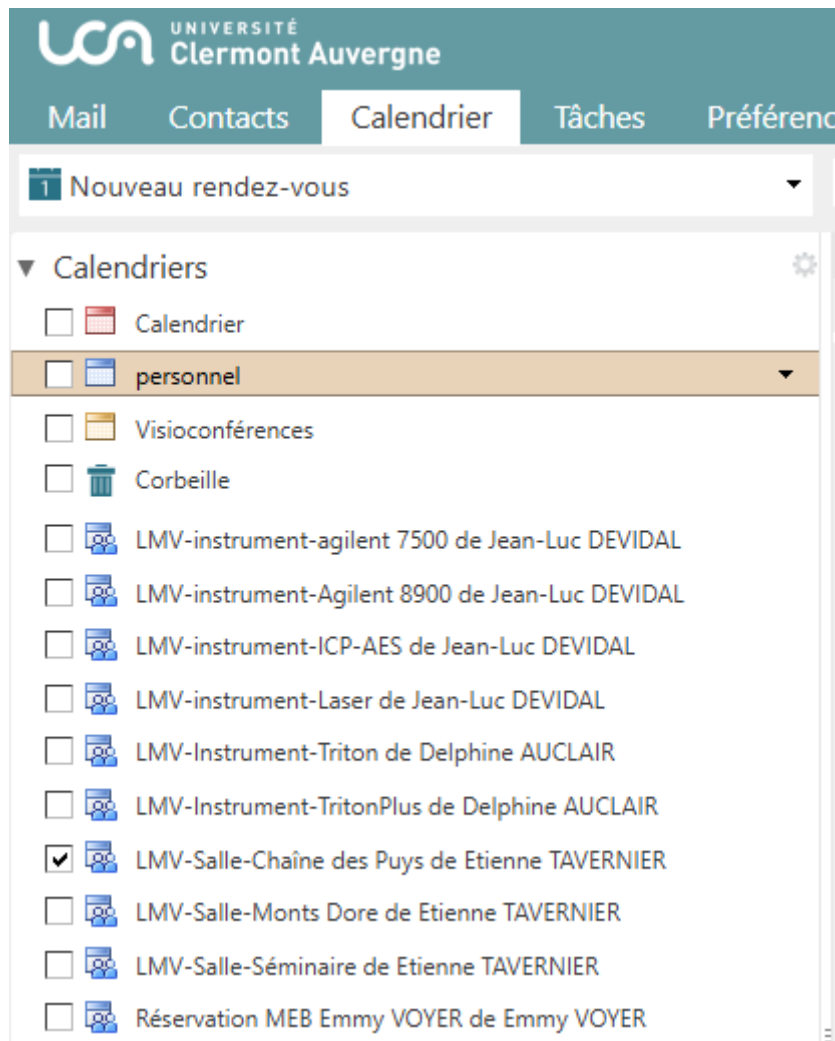 UCA UNIVERSITÉ
Clermont Auvergne
Mail Contacts Calendrier Tâches Préférenc
1 Nouveau rendez-vous
Calendriers
Calendrier
personnel
Visioconférences
Corbeille
LMV-instrument-agilent 7500 de Jean-Luc DEVIDAL
LMV-instrument-Agilent 8900 de Jean-Luc DEVIDAL
LMV-instrument-ICP-AES de Jean-Luc DEVIDAL
LMV-instrument-Laser de Jean-Luc DEVIDAL
LMV-Instrument-Triton de Delphine AUCLAIR
LMV-Instrument-TritonPlus de Delphine AUCLAIR
LMV-Salle-Chaîne des Puys de Etienne TAVERNIER
LMV-Salle-Monts Dore de Etienne TAVERNIER
LMV-Salle-Séminaire de Etienne TAVERNIER
Réservation MEB Emmy VOYER de Emmy VOYER